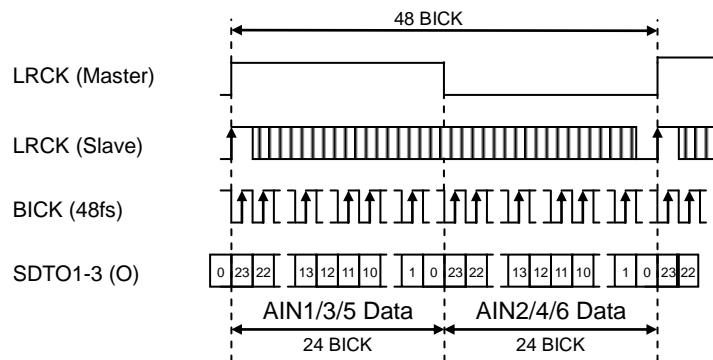 48 BICK
LRCK (Master)
LRCK (Slave)
BICK (48fs)
SDTO1-3 (O)
0 23 22 13 12 11 10 1 0 23 22 13 12 11 10 1 0 23 22
AIN1/3/5 Data AIN2/4/6 Data
24 BICK 24 BICK